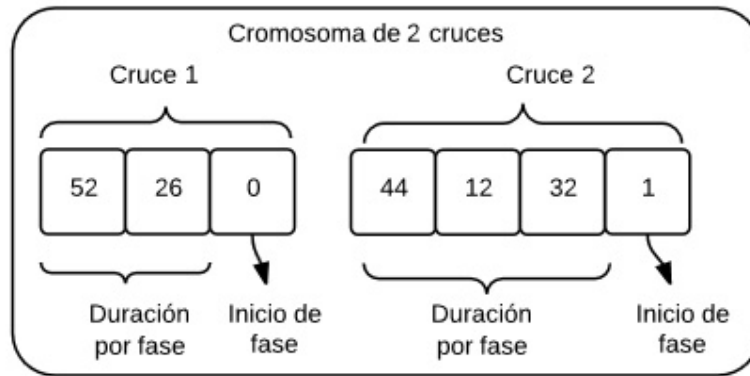 Cromosoma de 2 cruces
Cruce 1
Cruce 2
52 26 0
44 12 32 1
Duración
por fase
Inicio de
fase
Duración
por fase
Inicio de
fase